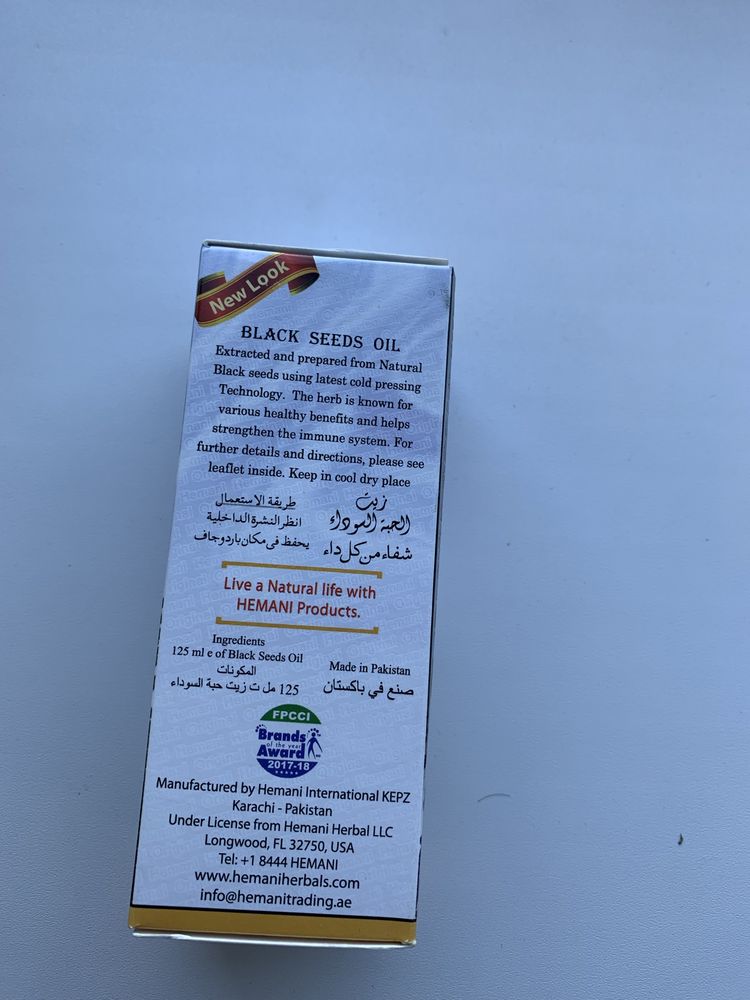 New Look
BLACK SEEDS OIL
Extracted and prepared from Natural
Black seeds using latest cold pressing
Technology. The herb is known for
various healthy benefits and helps
strengthen the immune system. For
further details and directions, please see
leaflet inside. Keep in cool dry place
زيت
الحبة السوداء
شفاء من كل داء
طريقة الاستعمال
انظر النشرة الداخلية
يحفظ فى مكان بارد وجاف
Live a Natural life with
HEMANI Products.
Ingredients
125 ml e of Black Seeds Oil
المكونات
125 مل ت زيت حبة السوداء
Made in Pakistan
صنع في باكستان
FPCCI
Brands
of the year
Award
2017-18
Manufactured by Hemani International KEPZ
Karachi - Pakistan
Under License from Hemani Herbal LLC
Longwood, FL 32750, USA
Tel: +1 8444 HEMANI
www.hemaniherbals.com
info@hemanitrading.ae